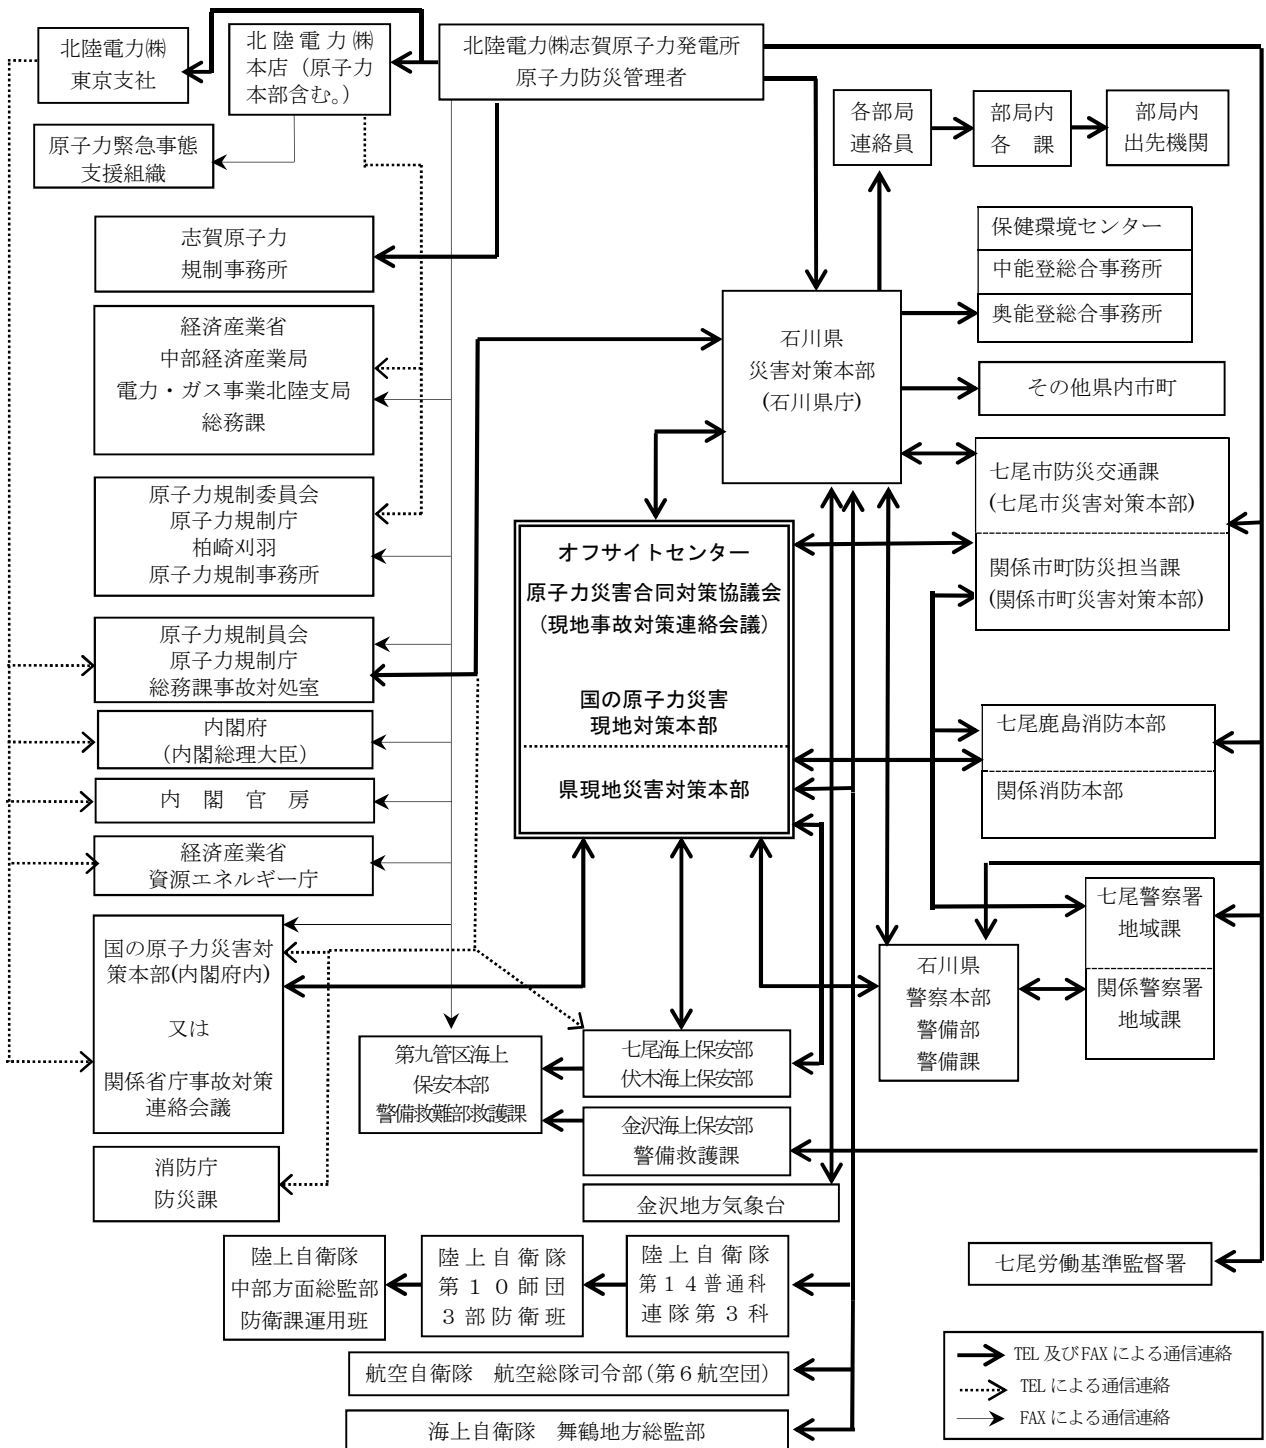 北陸電力㈱
東京支社
北陸電力㈱
本店（原子力
本部含む。）
北陸電力㈱志賀原子力発電所
原子力防災管理者
原子力緊急事態
支援組織
各部局
連絡員
部局内
各　課
部局内
出先機関
志賀原子力
規制事務所
保健環境センター
中能登総合事務所
奥能登総合事務所
経済産業省
中部経済産業局
電力・ガス事業北陸支局
総務課
石川県
災害対策本部
(石川県庁)
その他県内市町
原子力規制委員会
原子力規制庁
柏崎刈羽
原子力規制事務所
七尾市防災交通課
(七尾市災害対策本部)
関係市町防災担当課
(関係市町災害対策本部)
オフサイトセンター
原子力災害合同対策協議会
（現地事故対策連絡会議）
国の原子力災害
現地対策本部
県現地災害対策本部
原子力規制員会
原子力規制庁
総務課事故対処室
内閣府
（内閣総理大臣）
内　閣　官　房
経済産業省
資源エネルギー庁
七尾鹿島消防本部
関係消防本部
七尾警察署
地域課
関係警察署
地域課
国の原子力災害対
策本部(内閣府内)
又は
関係省庁事故対策
連絡会議
石川県
警察本部
警備部
警備課
第九管区海上
保安本部
警備救難部救護課
七尾海上保安部
伏木海上保安部
金沢海上保安部
警備救護課
消防庁
防災課
金沢地方気象台
陸上自衛隊
中部方面総監部
防衛課運用班
陸上自衛隊
第１０師団
３部防衛班
陸上自衛隊
第１４普通科
連隊第３科
七尾労働基準監督署
航空自衛隊　航空総隊司令部(第６航空団)
海上自衛隊　舞鶴地方総監部
TEL 及びFAX による通信連絡
TEL による通信連絡
FAX による通信連絡